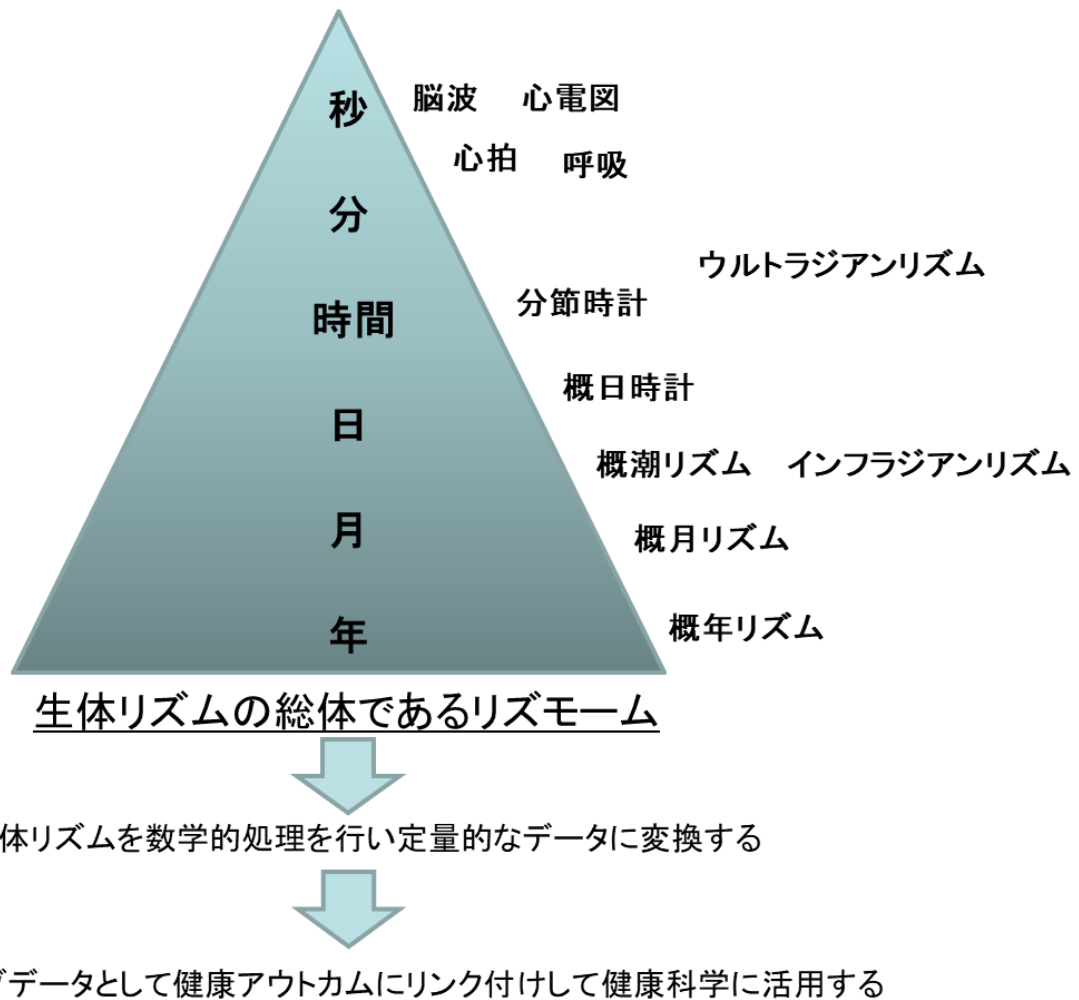 秒
脳波 心電図
心拍 呼吸
分
ウルトラジアンリズム
分節時計
時間
概日時計
日
概潮リズム インフラジアンリズム
月
概月リズム
年
概年リズム
生体リズムの総体であるリズモーム
体リズムを数学的処理を行い定量的なデータに変換する
データとして健康アウトカムにリンク付けして健康科学に活用する